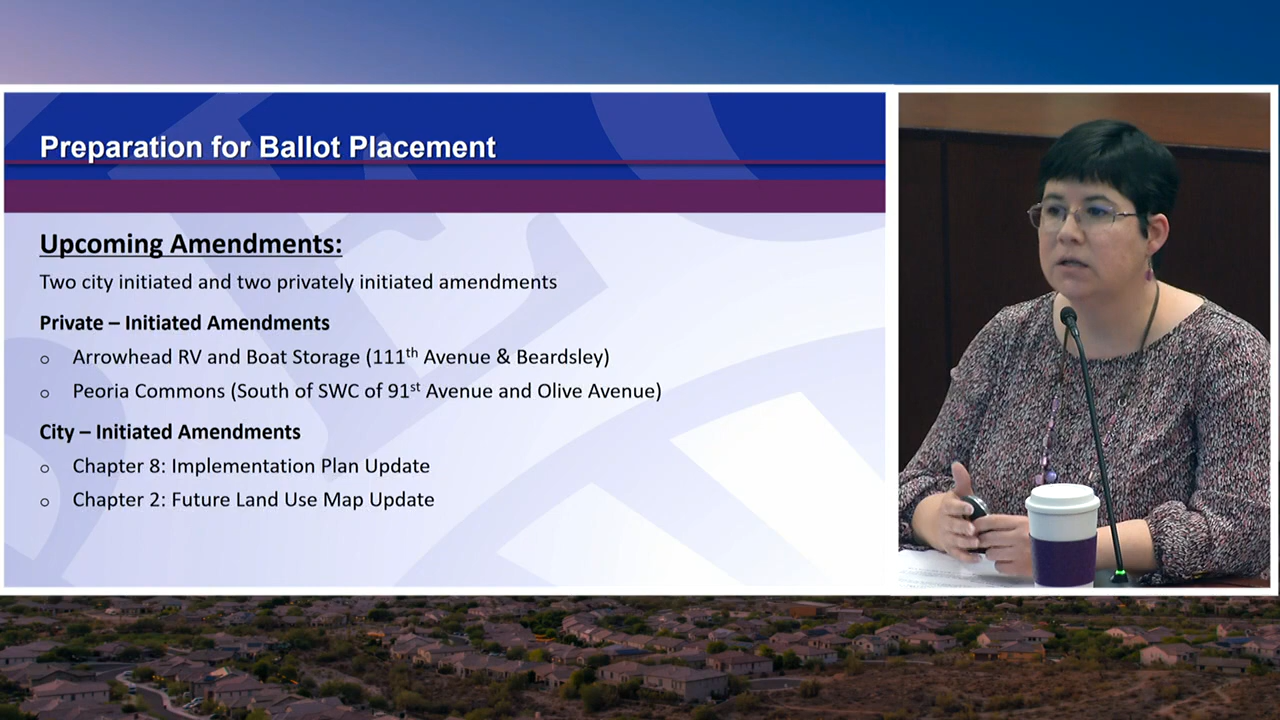 Preparation for Ballot Placement
Upcoming Amendments:
Two city initiated and two privately initiated amendments
Private – Initiated Amendments
o Arrowhead RV and Boat Storage (111th Avenue & Beardsley)
o Peoria Commons (South of SWC of 91st Avenue and Olive Avenue)
City – Initiated Amendments
o Chapter 8: Implementation Plan Update
o Chapter 2: Future Land Use Map Update